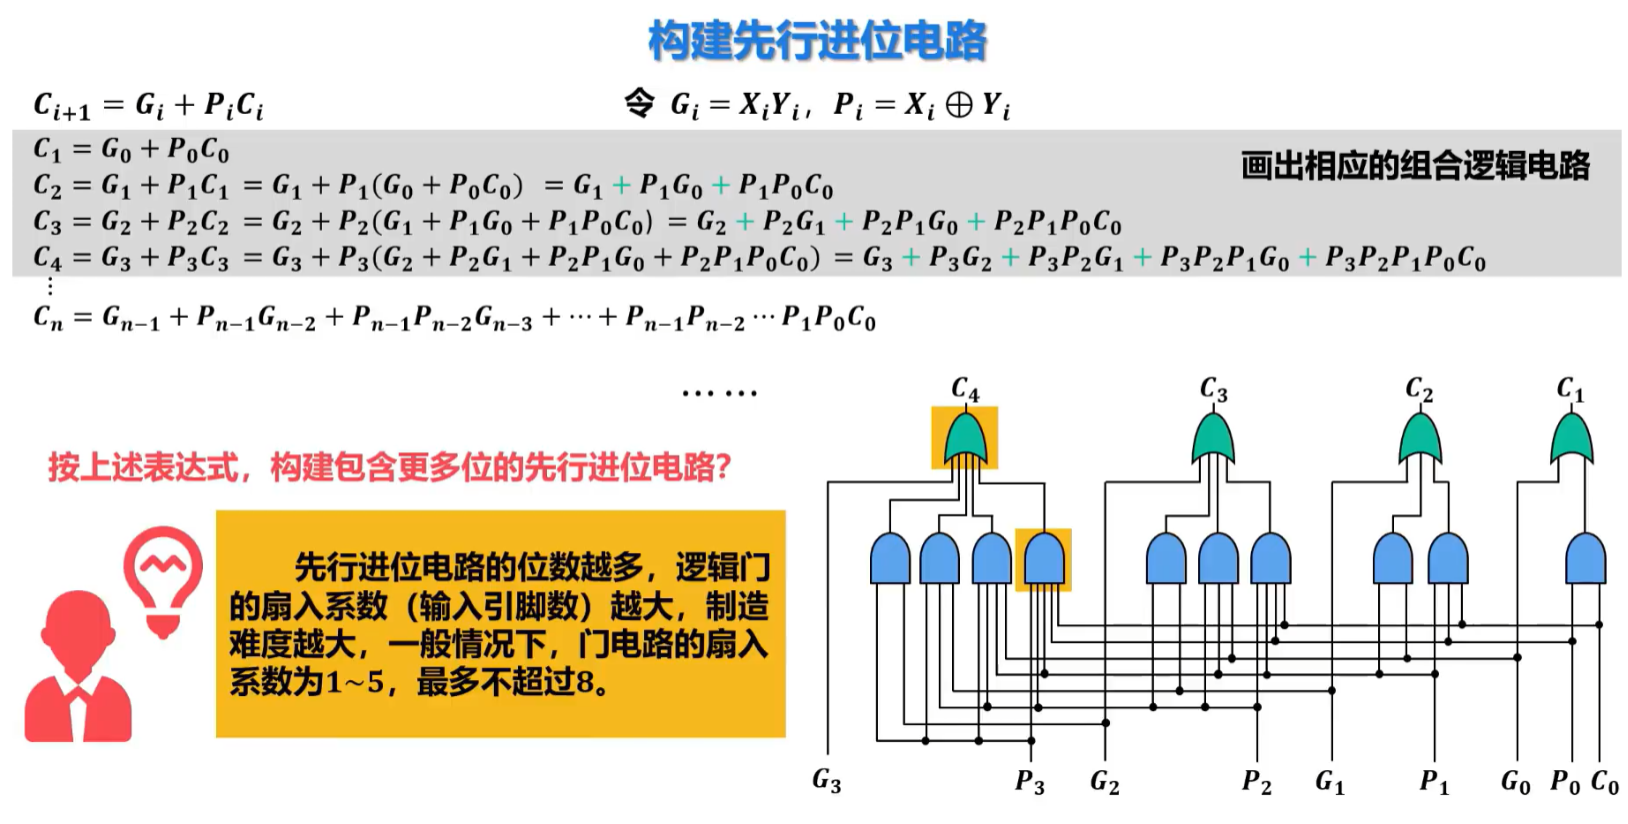 构建先行进位电路
C_{i+1} = G_i + P_iC_i
令 G_i = X_iY_i, P_i = X_i ⊕ Y_i
C_1 = G_0 + P_0C_0
画出相应的组合逻辑电路
C_2 = G_1 + P_1C_1 = G_1 + P_1(G_0 + P_0C_0) = G_1 + P_1G_0 + P_1P_0C_0
C_3 = G_2 + P_2C_2 = G_2 + P_2(G_1 + P_1G_0 + P_1P_0C_0) = G_2 + P_2G_1 + P_2P_1G_0 + P_2P_1P_0C_0
C_4 = G_3 + P_3C_3 = G_3 + P_3(G_2 + P_2G_1 + P_2P_1G_0 + P_2P_1P_0C_0) = G_3 + P_3G_2 + P_3P_2G_1 + P_3P_2P_1G_0 + P_3P_2P_1P_0C_0
⋮
C_n = G_{n−1} + P_{n−1}G_{n−2} + P_{n−1}P_{n−2}G_{n−3} + ⋯ + P_{n−1}P_{n−2} ⋯ P_1P_0C_0
⋯⋯
C_4 C_3 C_2 C_1
按上述表达式，构建包含更多位的先行进位电路？
先行进位电路的位数越多，逻辑门
的扇入系数（输入引脚数）越大，制造
难度越大，一般情况下，门电路的扇入
系数为1~5，最多不超过8。
G_3 P_3 G_2 P_2 G_1 P_1 G_0 P_0 C_0